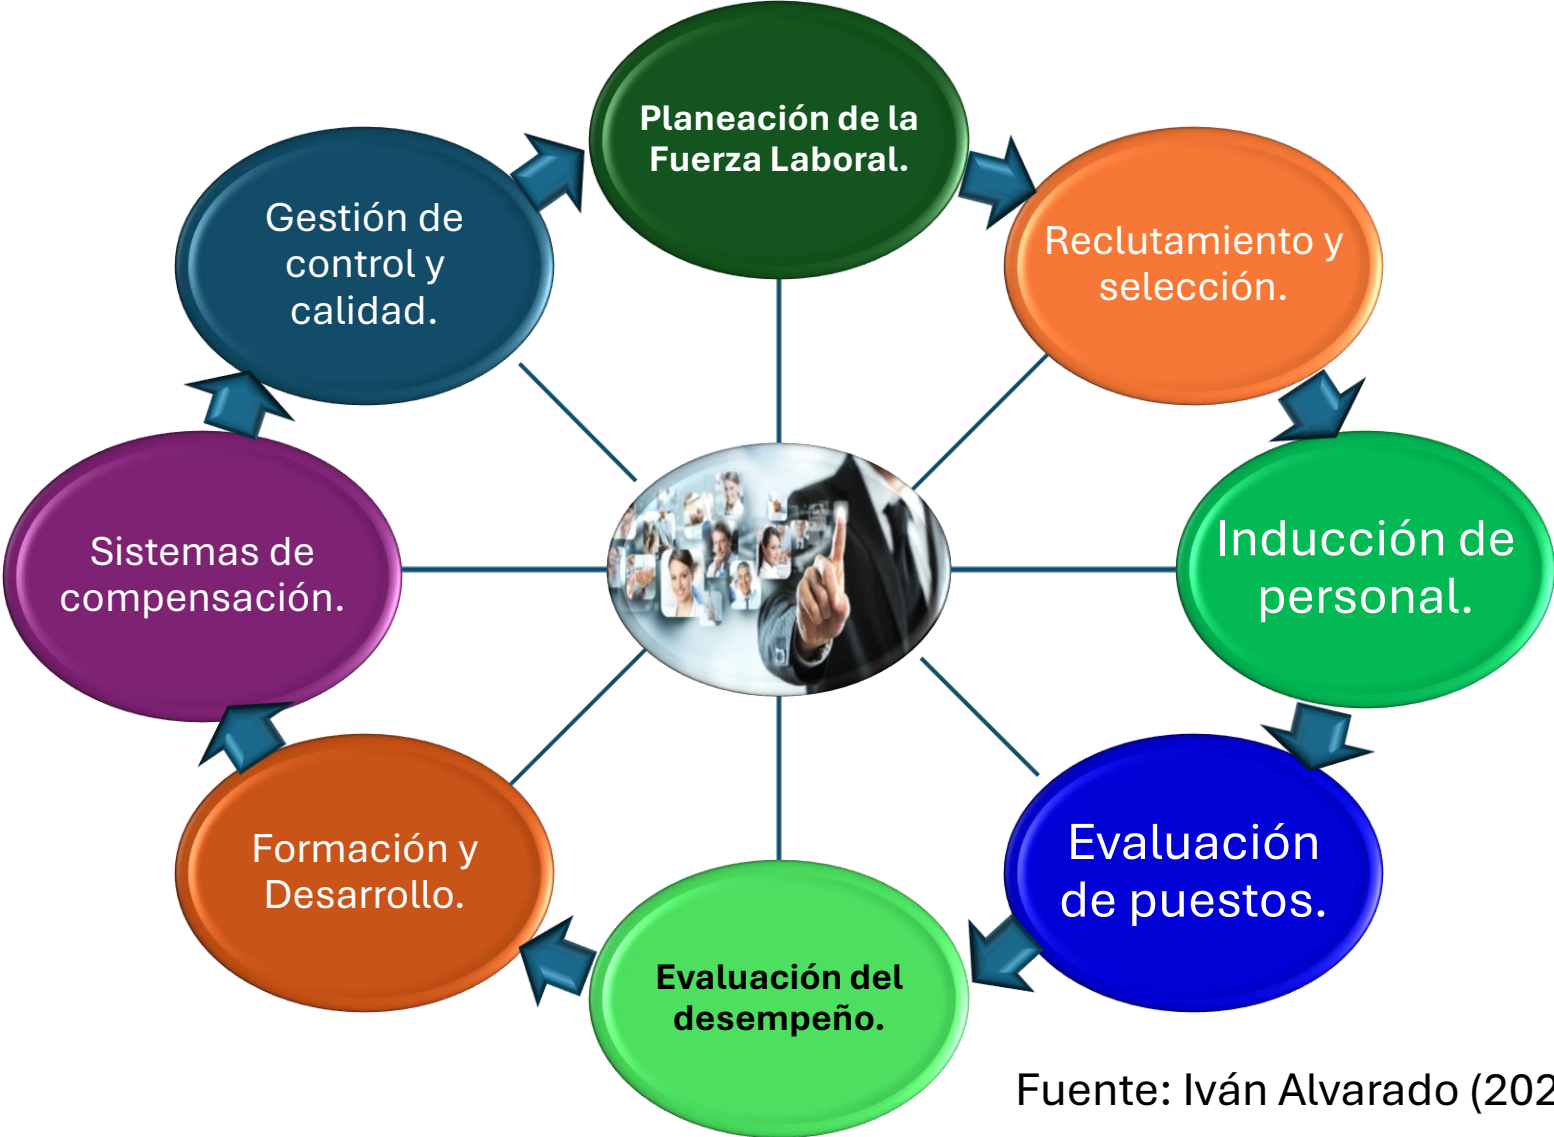 Planeación de la
Fuerza Laboral.
Reclutamiento y
selección.
Inducción de
personal.
Evaluación
de puestos.
Evaluación del
desempeño.
Formación y
Desarrollo.
Sistemas de
compensación.
Gestión de
control y
calidad.
Fuente: Iván Alvarado (202